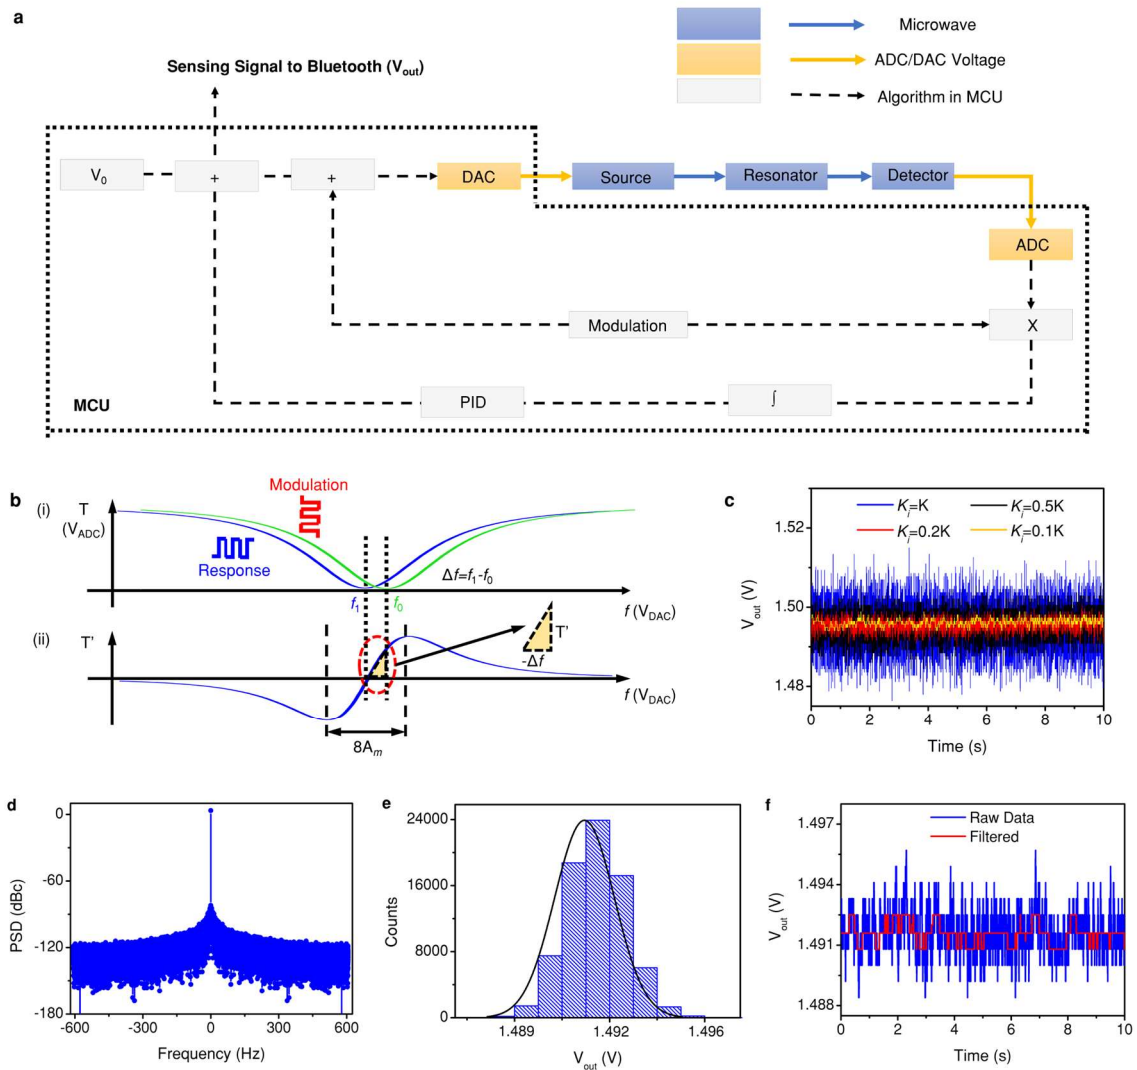 a
Microwave
ADC/DAC Voltage
Algorithm in MCU
Sensing Signal to Bluetooth (Vout)
V0
+
+
DAC
Source
Resonator
Detector
ADC
Modulation
X
MCU
PID
∫
b
(i)
T
(VADC)
Modulation
Response
Δf=f1-f0
f1
f0
f (VDAC)
(ii)
T'
T'
-Δf
f (VDAC)
8Am
c
Ki=K
Ki=0.5K
Ki=0.2K
Ki=0.1K
1.52
1.50
1.48
Vout (V)
0 2 4 6 8 10
Time (s)
d
0
-60
-120
-180
PSD (dBc)
-600 -300 0 300 600
Frequency (Hz)
e
24000
16000
8000
0
Counts
1.489 1.492 1.496
Vout (V)
f
Raw Data
Filtered
1.497
1.494
1.491
1.488
Vout (V)
0 2 4 6 8 10
Time (s)